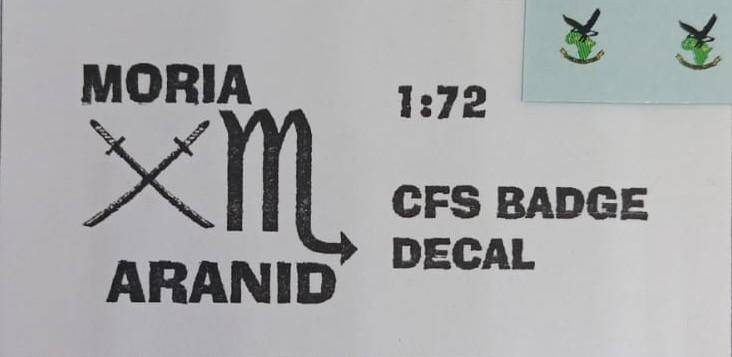 MORIA
ARANID
1:72
CFS BADGE
DECAL